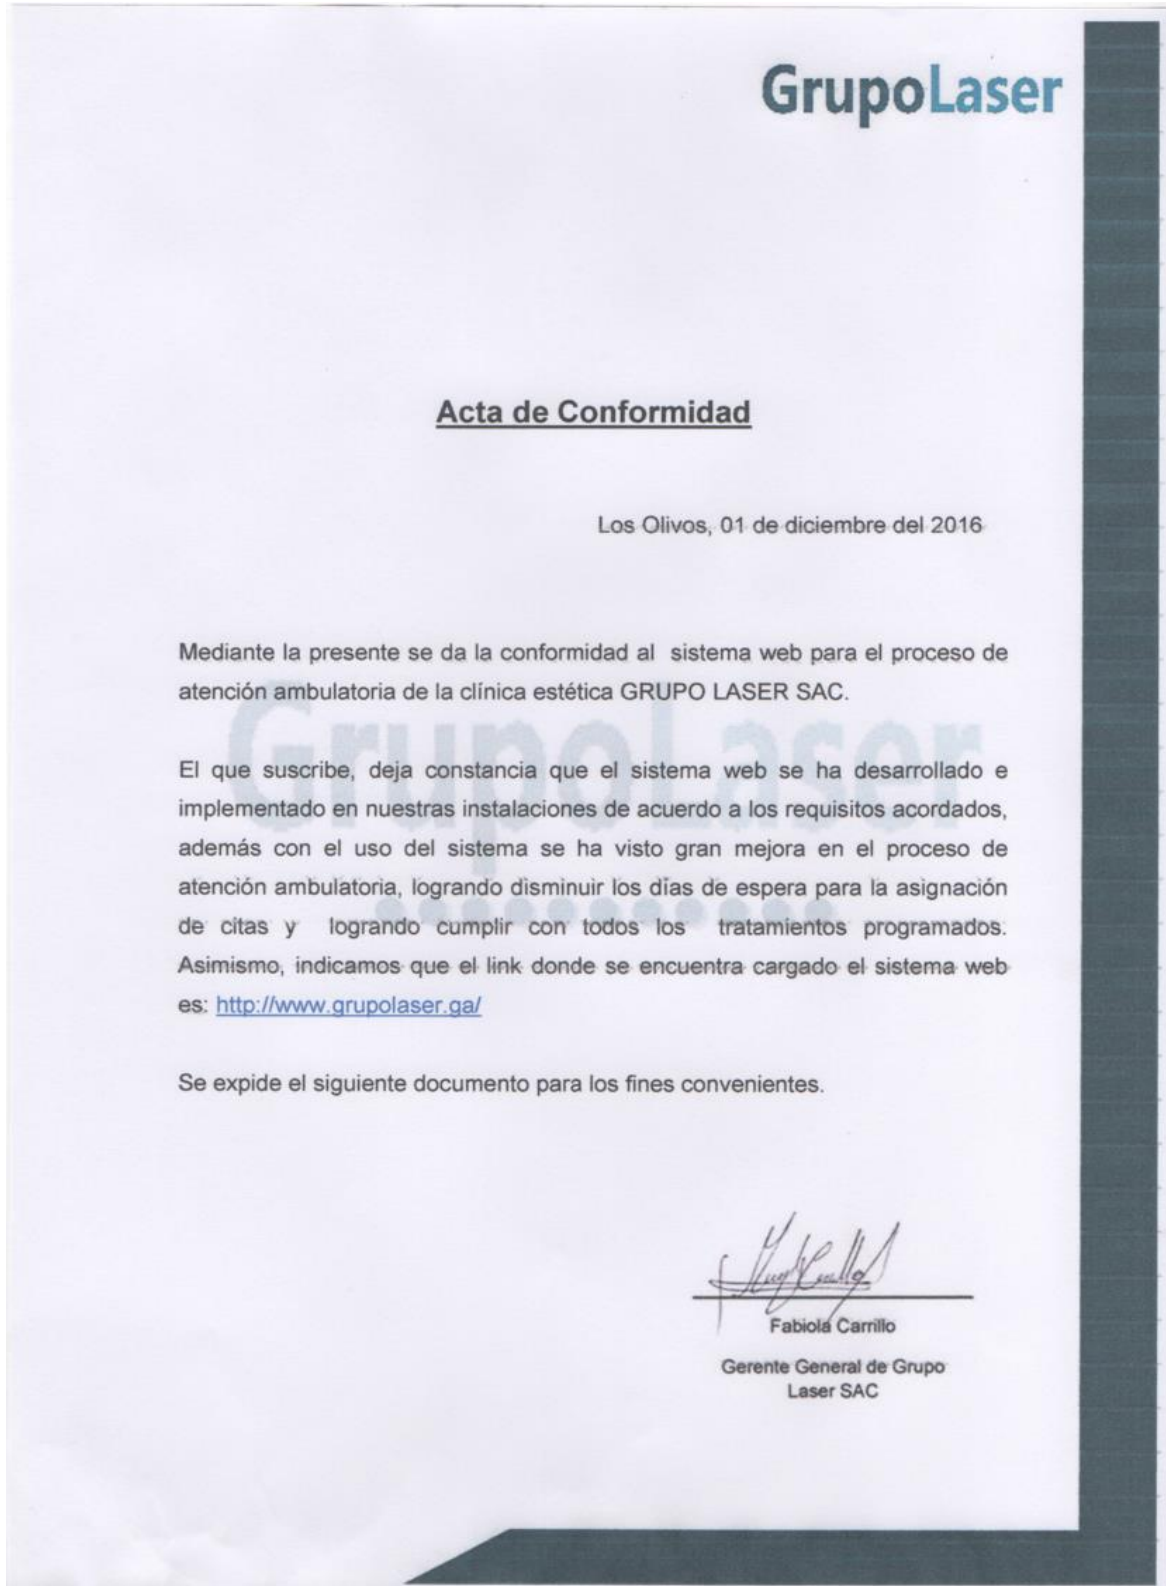 GrupoLaser
Acta de Conformidad
Los Olivos, 01 de diciembre del 2016
Mediante la presente se da la conformidad al sistema web para el proceso de
atención ambulatoria de la clínica estética GRUPO LASER SAC.
GrupoLaser
El que suscribe, deja constancia que el sistema web se ha desarrollado e
implementado en nuestras instalaciones de acuerdo a los requisitos acordados,
además con el uso del sistema se ha visto gran mejora en el proceso de
atención ambulatoria, logrando disminuir los días de espera para la asignación
de citas y logrando cumplir con todos los tratamientos programados.
Asimismo, indicamos que el link donde se encuentra cargado el sistema web
es: http://www.grupolaser.ga/
Se expide el siguiente documento para los fines convenientes.
Fabiola Carrillo
Gerente General de Grupo
Laser SAC